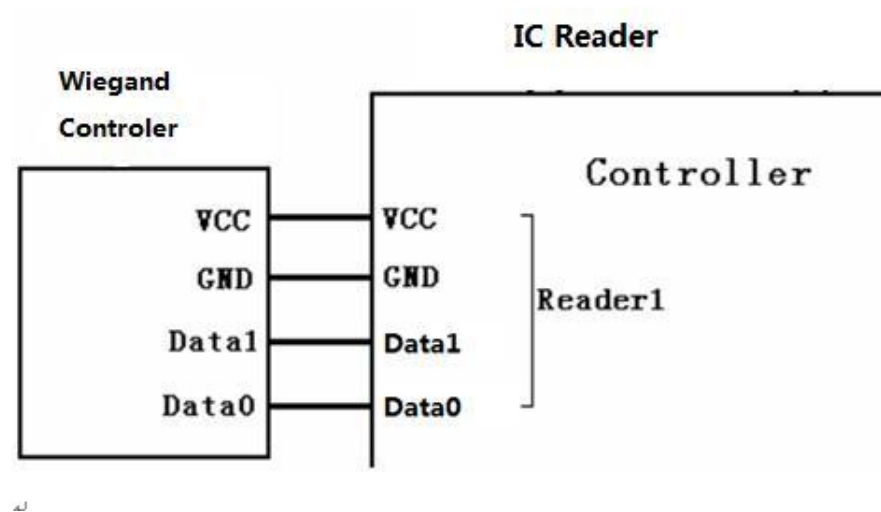 IC Reader
Wiegand
Controler
Controller
VCC
VCC
GND
GND
Reader1
Data1
Data1
Data0
Data0